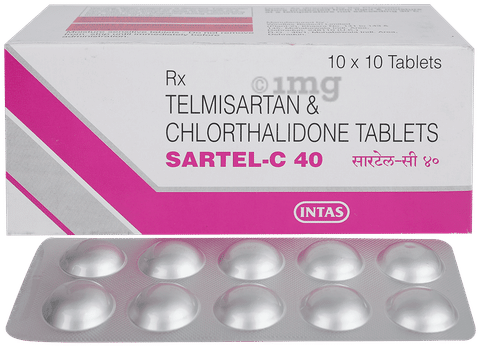 10 x 10 Tablets
Rx
1mg
TELMISARTAN &
CHLORTHALIDONE TABLETS
SARTEL-C 40 सारटेल-सी ४०
INTAS